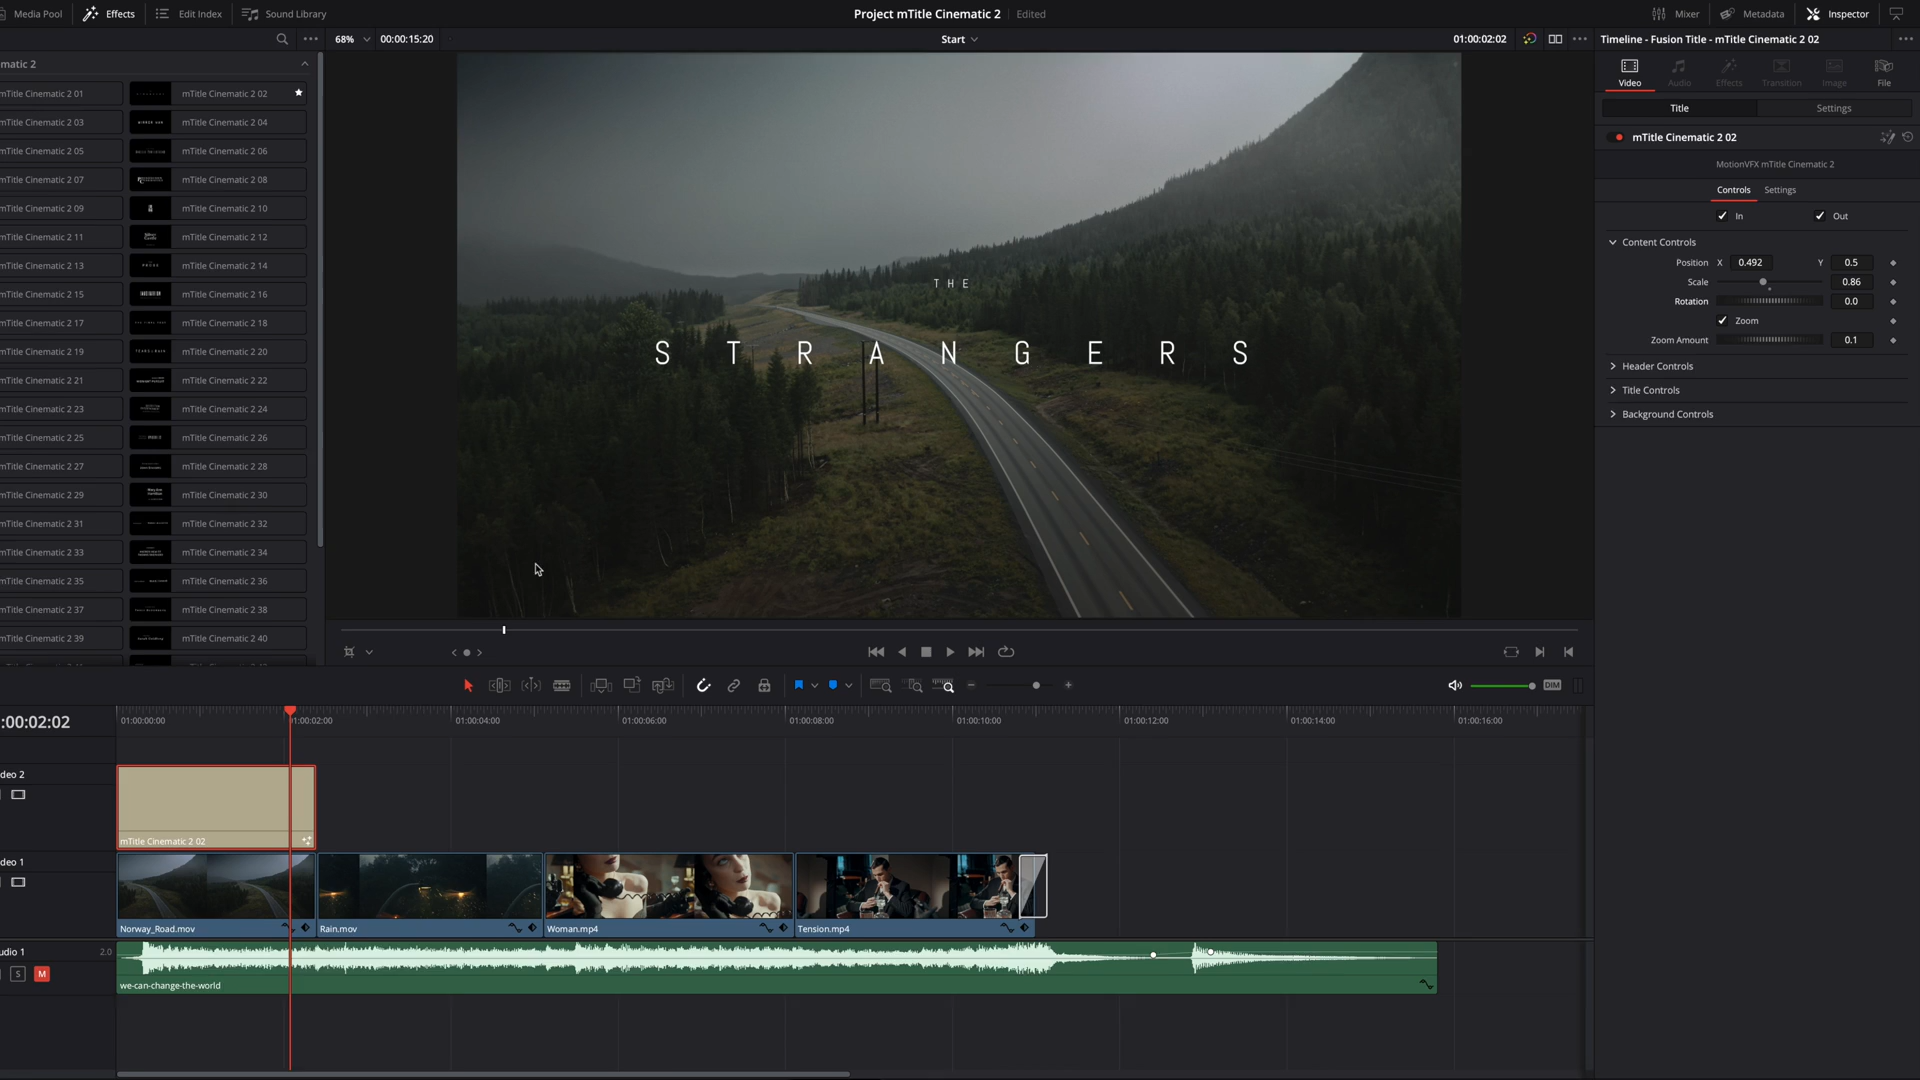 Media Pool Effects Edit Index Sound Library Project mTitle Cinematic 2 Edited Mixer Metadata Inspector
68% 00:00:15:20 Start 01:00:02:02 Timeline - Fusion Title - mTitle Cinematic 2 02
matic 2
Video Audio Effects Transition Image File
Title Settings
mTitle Cinematic 2 01 mTitle Cinematic 2 02
mTitle Cinematic 2 03 mTitle Cinematic 2 04
mTitle Cinematic 2 05 mTitle Cinematic 2 06
mTitle Cinematic 2 07 mTitle Cinematic 2 08
mTitle Cinematic 2 09 mTitle Cinematic 2 10
mTitle Cinematic 2 11 mTitle Cinematic 2 12
mTitle Cinematic 2 13 mTitle Cinematic 2 14
mTitle Cinematic 2 15 mTitle Cinematic 2 16
mTitle Cinematic 2 17 mTitle Cinematic 2 18
mTitle Cinematic 2 19 mTitle Cinematic 2 20
mTitle Cinematic 2 21 mTitle Cinematic 2 22
mTitle Cinematic 2 23 mTitle Cinematic 2 24
mTitle Cinematic 2 25 mTitle Cinematic 2 26
mTitle Cinematic 2 27 mTitle Cinematic 2 28
mTitle Cinematic 2 29 mTitle Cinematic 2 30
mTitle Cinematic 2 31 mTitle Cinematic 2 32
mTitle Cinematic 2 33 mTitle Cinematic 2 34
mTitle Cinematic 2 35 mTitle Cinematic 2 36
mTitle Cinematic 2 37 mTitle Cinematic 2 38
mTitle Cinematic 2 39 mTitle Cinematic 2 40
THE
STRANGERS
mTitle Cinematic 2 02
MotionVFX mTitle Cinematic 2
Controls Settings
In Out
Content Controls
Position X 0.492 Y 0.5
Scale 0.86
Rotation 0.0
Zoom
Zoom Amount 0.1
Header Controls
Title Controls
Background Controls
DIM
:00:02:02 01:00:00:00 01:00:02:00 01:00:04:00 01:00:06:00 01:00:08:00 01:00:10:00 01:00:12:00 01:00:14:00 01:00:16:00
deo 2
mTitle Cinematic 2 02
deo 1
Norway_Road.mov Rain.mov Woman.mp4 Tension.mp4
udio 1 2.0
S M
we-can-change-the-world